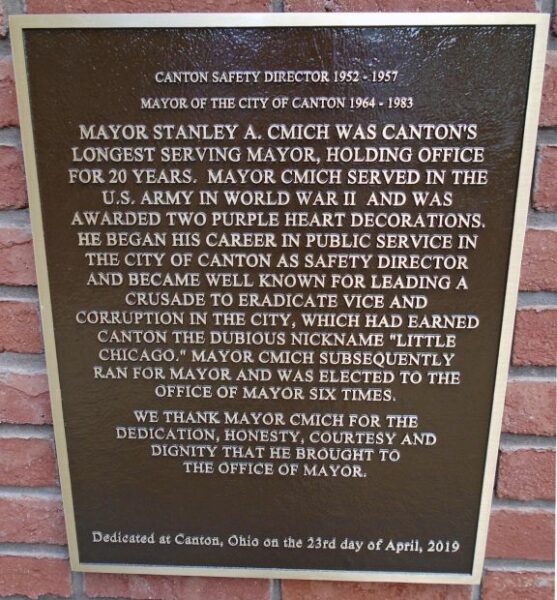 CANTON SAFETY DIRECTOR 1952 - 1957
MAYOR OF THE CITY OF CANTON 1964 - 1983
MAYOR STANLEY A. CMICH WAS CANTON'S
LONGEST SERVING MAYOR, HOLDING OFFICE
FOR 20 YEARS. MAYOR CMICH SERVED IN THE
U.S. ARMY IN WORLD WAR II AND WAS
AWARDED TWO PURPLE HEART DECORATIONS.
HE BEGAN HIS CAREER IN PUBLIC SERVICE IN
THE CITY OF CANTON AS SAFETY DIRECTOR
AND BECAME WELL KNOWN FOR LEADING A
CRUSADE TO ERADICATE VICE AND
CORRUPTION IN THE CITY, WHICH HAD EARNED
CANTON THE DUBIOUS NICKNAME "LITTLE
CHICAGO." MAYOR CMICH SUBSEQUENTLY
RAN FOR MAYOR AND WAS ELECTED TO THE
OFFICE OF MAYOR SIX TIMES.
WE THANK MAYOR CMICH FOR THE
DEDICATION, HONESTY, COURTESY AND
DIGNITY THAT HE BROUGHT TO
THE OFFICE OF MAYOR.
Dedicated at Canton, Ohio on the 23rd day of April, 2019